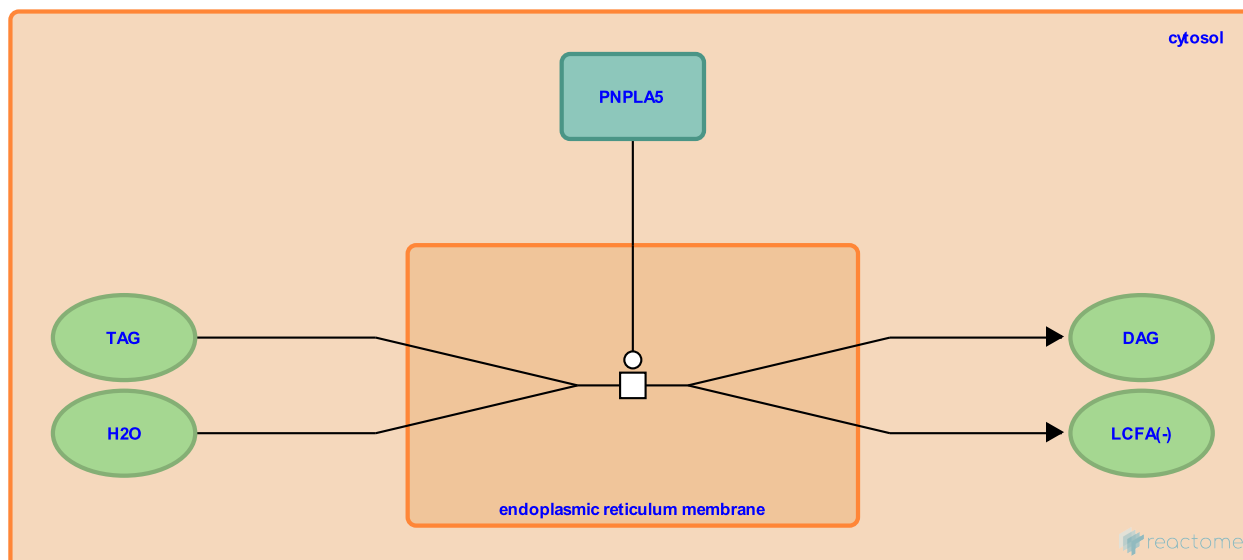 cytosol
PNPLA5
TAG
DAG
H2O
LCFA(-)
endoplasmic reticulum membrane
reactome